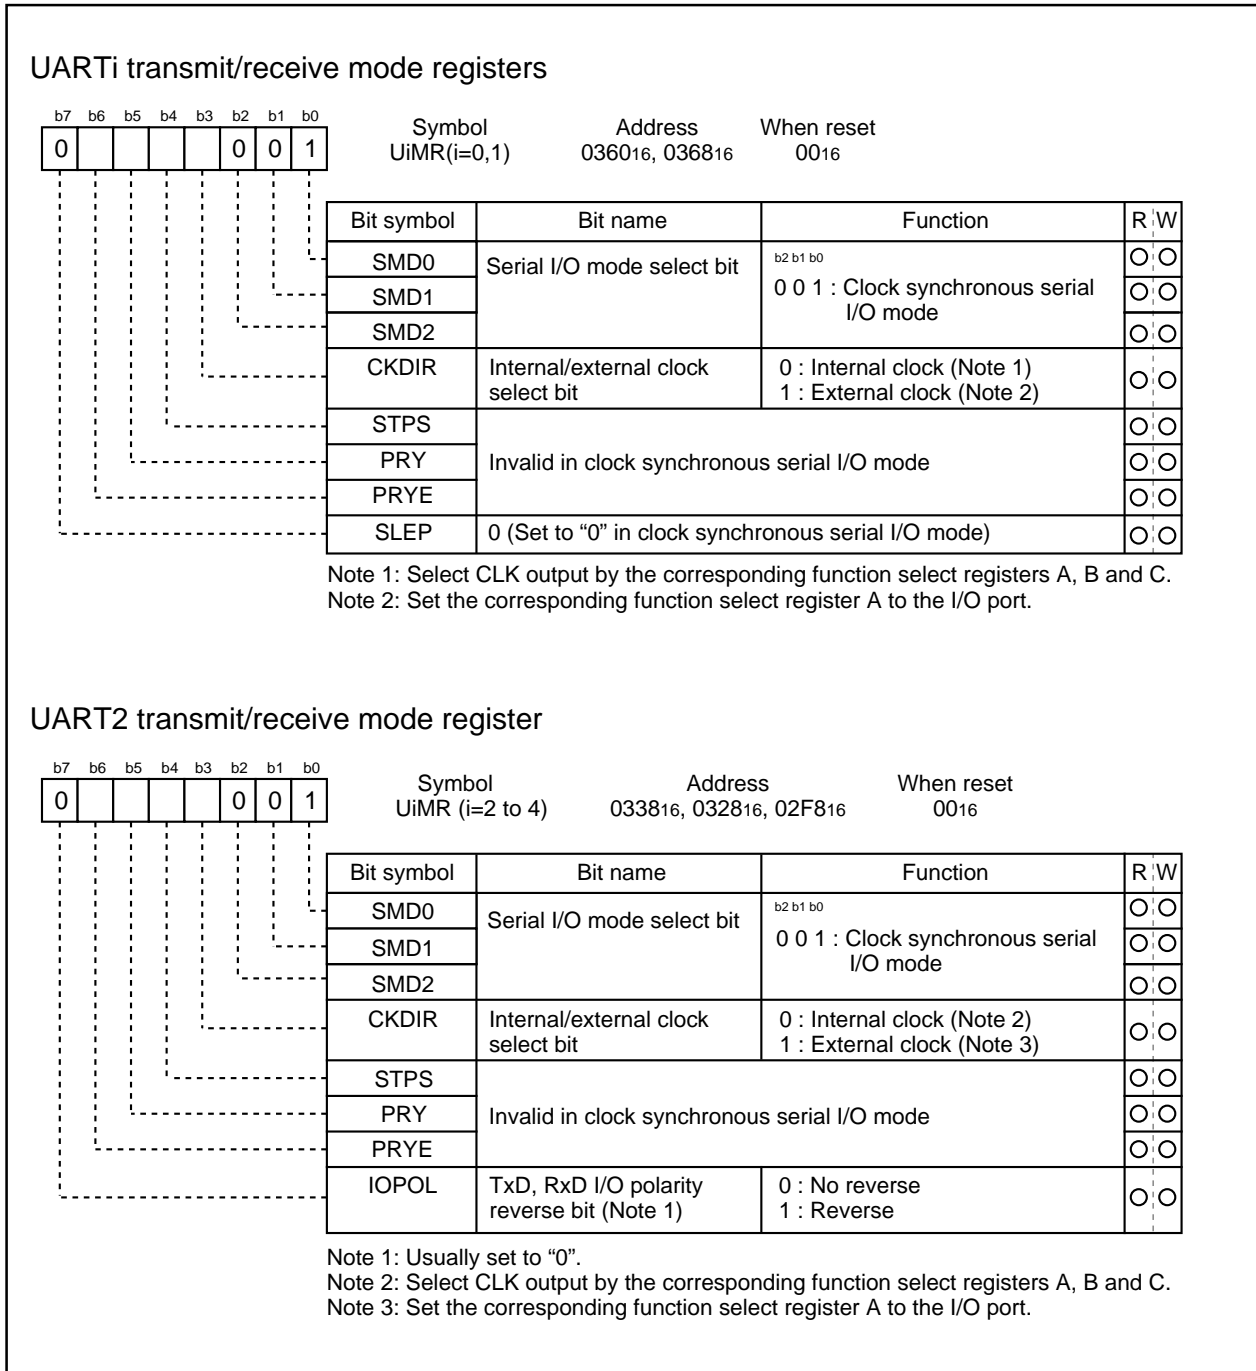 UARTi transmit/receive mode registers
b7 b6 b5 b4 b3 b2 b1 b0
0 0 0 1
Symbol Address When reset
UiMR(i=0,1) 036016, 036816 0016
Bit symbol Bit name Function R W
SMD0 Serial I/O mode select bit b2 b1 b0
SMD1 0 0 1 : Clock synchronous serial
I/O mode
SMD2
CKDIR Internal/external clock 0 : Internal clock (Note 1)
select bit 1 : External clock (Note 2)
STPS
PRY Invalid in clock synchronous serial I/O mode
PRYE
SLEP 0 (Set to “0” in clock synchronous serial I/O mode)
Note 1: Select CLK output by the corresponding function select registers A, B and C.
Note 2: Set the corresponding function select register A to the I/O port.
UART2 transmit/receive mode register
b7 b6 b5 b4 b3 b2 b1 b0
0 0 0 1
Symbol Address When reset
UiMR (i=2 to 4) 033816, 032816, 02F816 0016
Bit symbol Bit name Function R W
SMD0 Serial I/O mode select bit b2 b1 b0
SMD1 0 0 1 : Clock synchronous serial
I/O mode
SMD2
CKDIR Internal/external clock 0 : Internal clock (Note 2)
select bit 1 : External clock (Note 3)
STPS
PRY Invalid in clock synchronous serial I/O mode
PRYE
IOPOL TxD, RxD I/O polarity 0 : No reverse
reverse bit (Note 1) 1 : Reverse
Note 1: Usually set to “0”.
Note 2: Select CLK output by the corresponding function select registers A, B and C.
Note 3: Set the corresponding function select register A to the I/O port.